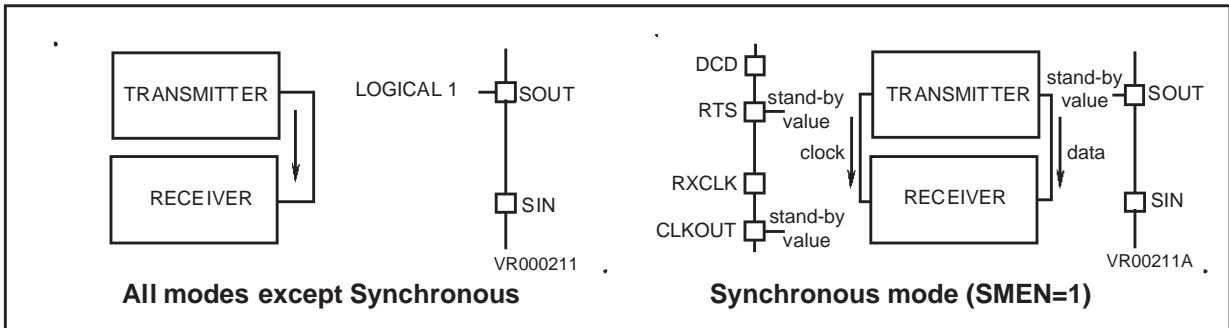 TRANSMITTER
RECEIVER
LOGICAL 1
SOUT
SIN
VR000211
All modes except Synchronous
DCD
RTS
stand-by
value
clock
RXCLK
CLKOUT
stand-by
value
TRANSMITTER
RECEIVER
data
stand-by
value
SOUT
SIN
VR00211A
Synchronous mode (SMEN=1)